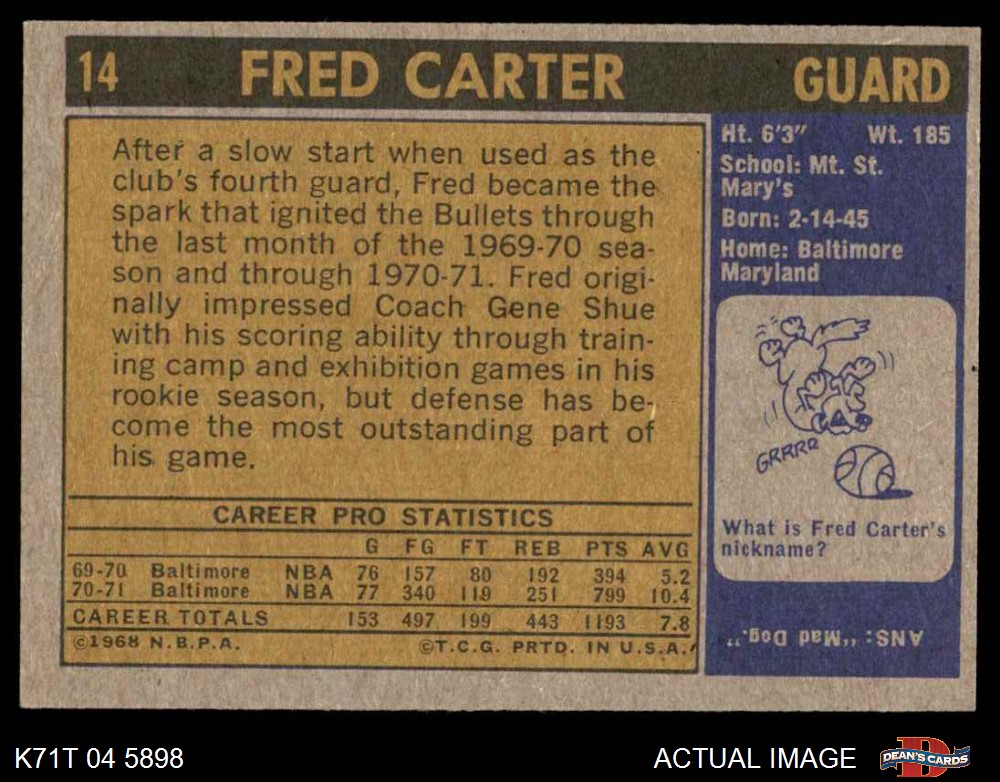 14 FRED CARTER GUARD
After a slow start when used as the
club's fourth guard, Fred became the
spark that ignited the Bullets through
the last month of the 1969-70 sea-
son and through 1970-71. Fred origi-
nally impressed Coach Gene Shue
with his scoring ability through train-
ing camp and exhibition games in his
rookie season, but defense has be-
come the most outstanding part of
his game.
CAREER PRO STATISTICS
G FG FT REB PTS AVG
69-70 Baltimore NBA 76 157 80 192 394 5.2
70-71 Baltimore NBA 77 340 119 251 799 10.4
CAREER TOTALS 153 497 199 443 1193 7.8
©1968 N.B.P.A. ©T.C.G. PRTD. IN U.S.A.
Ht. 6'3" Wt. 185
School: Mt. St.
Mary's
Born: 2-14-45
Home: Baltimore
Maryland
GRRRR
What is Fred Carter's
nickname?
ANS: "Mad Dog."
K71T 04 5898 ACTUAL IMAGE DEAN'S CARDS